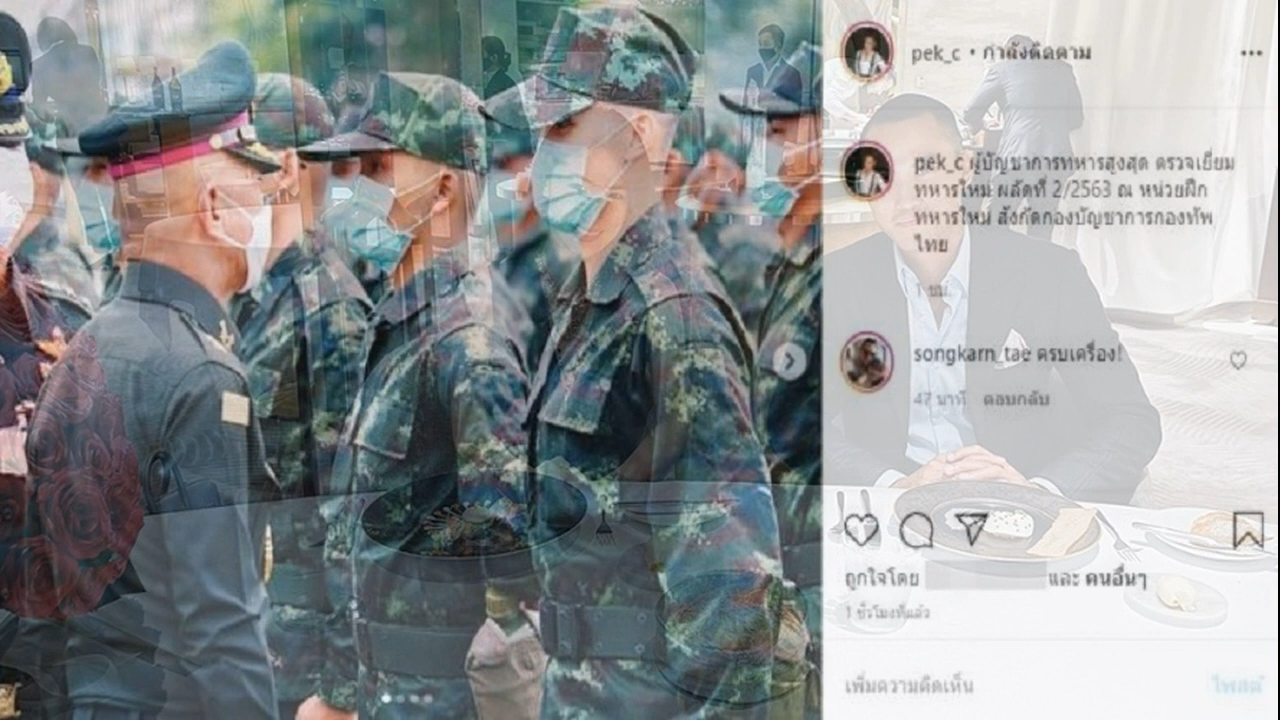 pek_c • กำลังติดตาม
pek_c ผู้บัญชาการทหารสูงสุด ตรวจเยี่ยม
ทหารใหม่ ผลัดที่ 2/2563 ณ หน่วยฝึก
ทหารใหม่ สังกัดกองบัญชาการกองทัพ
ไทย
1 ชม.
songkarn_tae ครบเครื่อง!
47 นาที ตอบกลับ
ถูกใจโดย และ คนอื่นๆ
1 ชั่วโมงที่แล้ว
เพิ่มความคิดเห็น
โพสต์